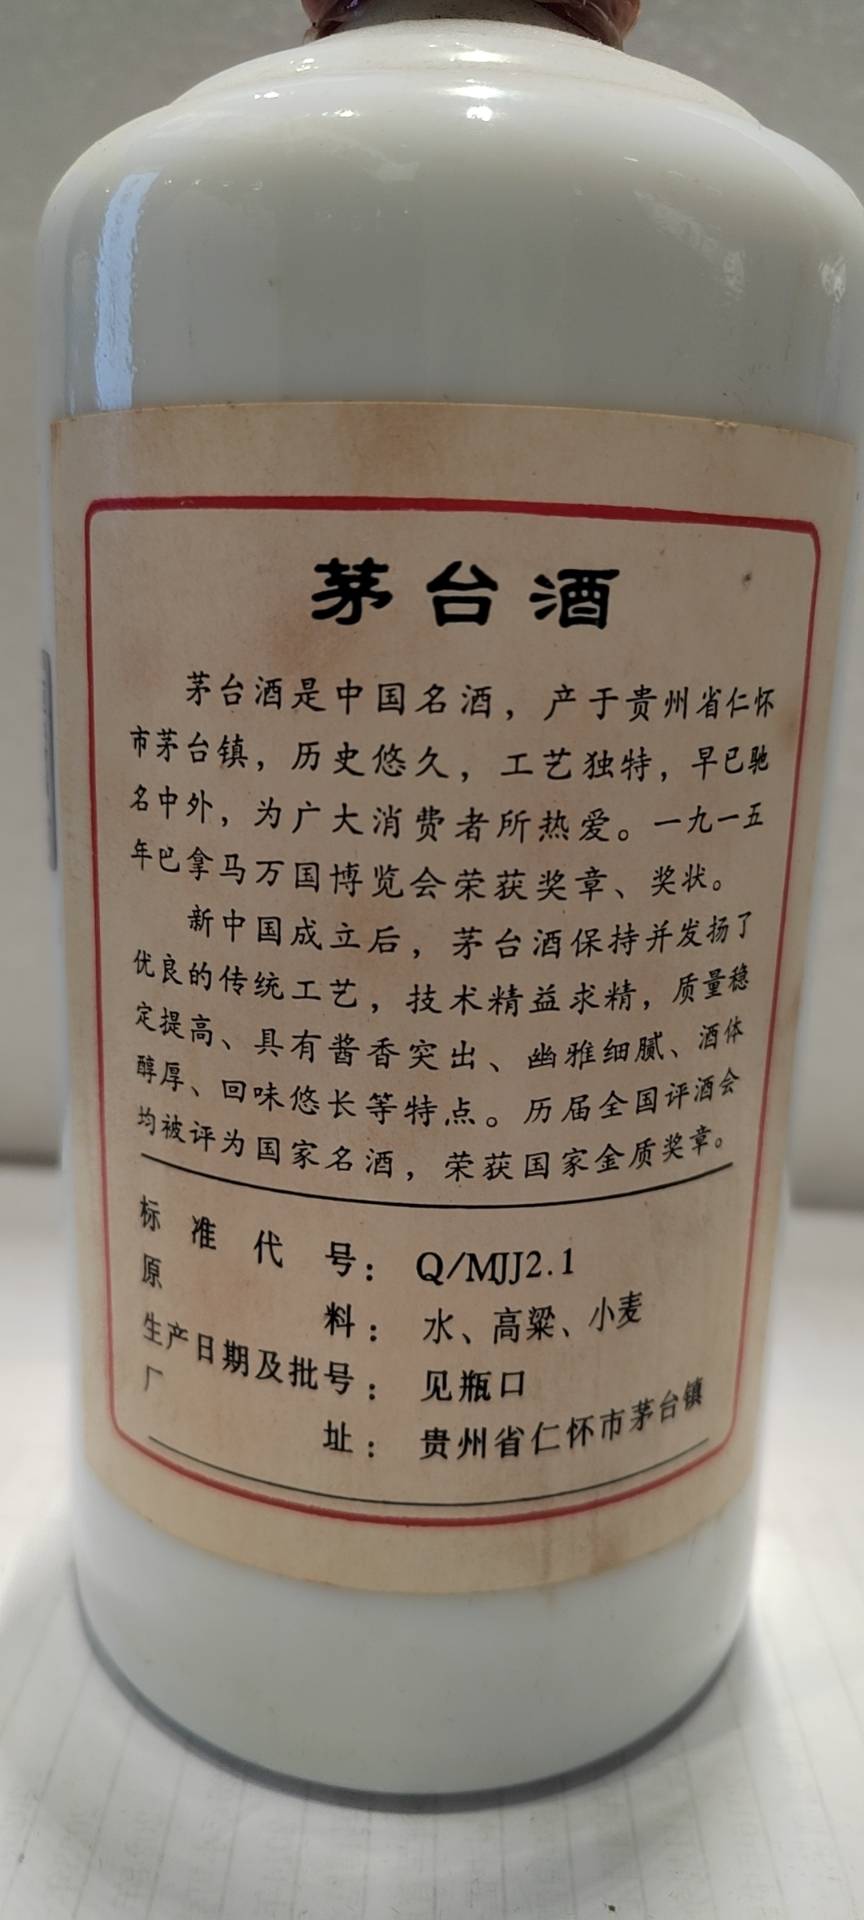 茅台酒
茅台酒是中国名酒，产于贵州省仁怀
市茅台镇，历史悠久，工艺独特，早已驰
名中外，为广大消费者所热爱。一九一五
年巴拿马万国博览会荣获奖章、奖状。
新中国成立后，茅台酒保持并发扬了
优良的传统工艺，技术精益求精，质量稳
定提高、具有酱香突出、幽雅细腻、酒体
醇厚、回味悠长等特点。历届全国评酒会
均被评为国家名酒，荣获国家金质奖章。
标准代号：Q/MJJ2.1
原料：水、高粱、小麦
生产日期及批号：见瓶口
厂址：贵州省仁怀市茅台镇